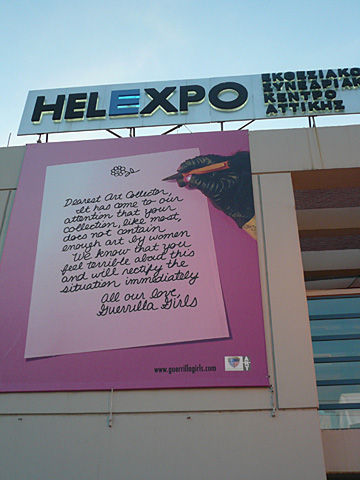 HELEXPO
ΕΚΘΕΣΙΑΚΟ
ΣΥΝΕΔΡΙΑΚ
ΚΕΝΤΡΟ
ΑΤΤΙΚΗΣ
Dearest Art Collector,
It has come to our
attention that your
collection, like most,
does not contain
enough art by women
We know that you
feel terrible about this
and will rectify the
situation immediately
All our love,
Guerrilla Girls
www.guerrillagirls.com